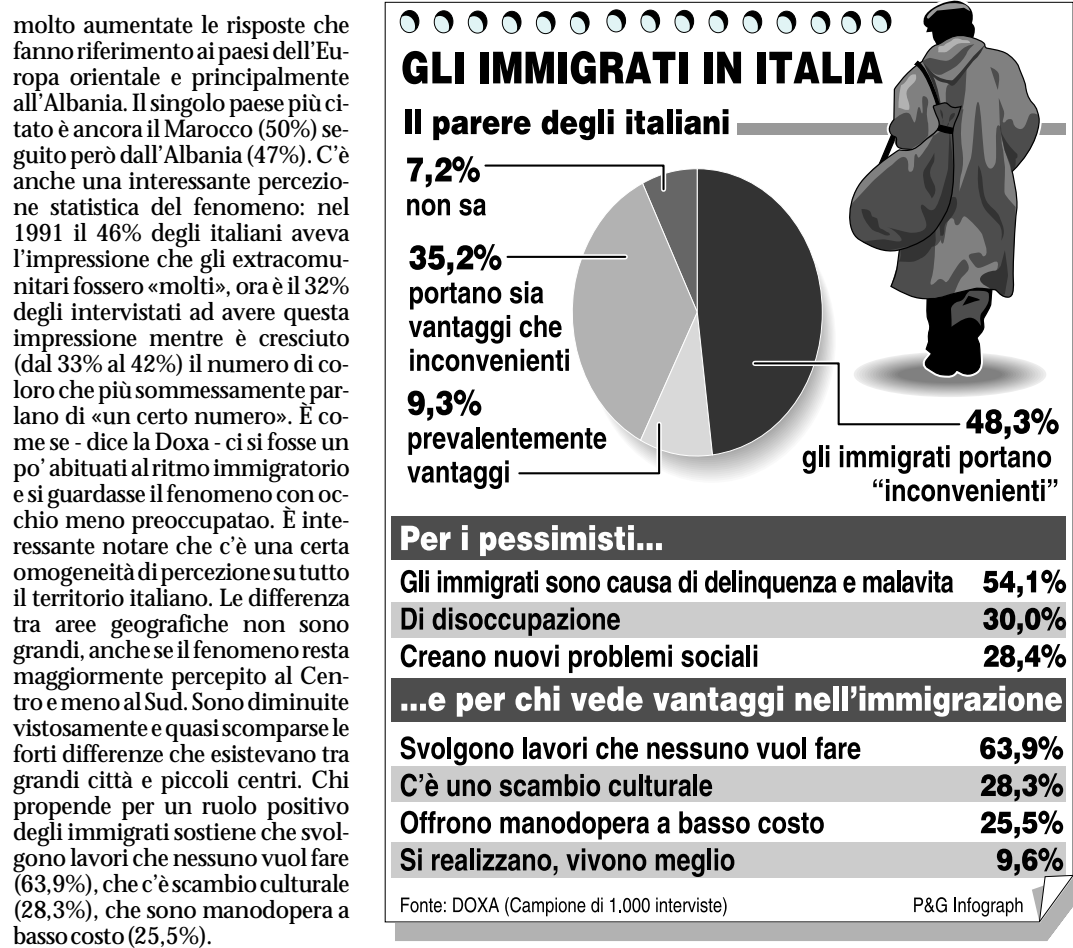 molto aumentate le risposte che
fanno riferimento ai paesi dell'Eu-
ropa orientale e principalmente
all'Albania. Il singolo paese più ci-
tato è ancora il Marocco (50%) se-
guito però dall'Albania (47%). C'è
anche una interessante percezio-
ne statistica del fenomeno: nel
1991 il 46% degli italiani aveva
l'impressione che gli extracomu-
nitari fossero «molti», ora è il 32%
degli intervistati ad avere questa
impressione mentre è cresciuto
(dal 33% al 42%) il numero di co-
loro che più sommessamente par-
lano di «un certo numero». È co-
me se - dice la Doxa - ci si fosse un
po' abituati al ritmo immigratorio
e si guardasse il fenomeno con oc-
chio meno preoccupatao. È inte-
ressante notare che c'è una certa
omogeneità di percezione su tutto
il territorio italiano. Le differenza
tra aree geografiche non sono
grandi, anche se il fenomeno resta
maggiormente percepito al Cen-
tro e meno al Sud. Sono diminuite
vistosamente e quasi scomparse le
forti differenze che esistevano tra
grandi città e piccoli centri. Chi
propende per un ruolo positivo
degli immigrati sostiene che svol-
gono lavori che nessuno vuol fare
(63,9%), che c'è scambio culturale
(28,3%), che sono manodopera a
basso costo (25,5%).
GLI IMMIGRATI IN ITALIA
Il parere degli italiani
7,2%
non sa
35,2%
portano sia
vantaggi che
inconvenienti
9,3%
prevalentemente
vantaggi
48,3%
gli immigrati portano
“inconvenienti”
Per i pessimisti...
Gli immigrati sono causa di delinquenza e malavita 54,1%
Di disoccupazione 30,0%
Creano nuovi problemi sociali 28,4%
...e per chi vede vantaggi nell'immigrazione
Svolgono lavori che nessuno vuol fare 63,9%
C'è uno scambio culturale 28,3%
Offrono manodopera a basso costo 25,5%
Si realizzano, vivono meglio 9,6%
Fonte: DOXA (Campione di 1.000 interviste) P&G Infograph